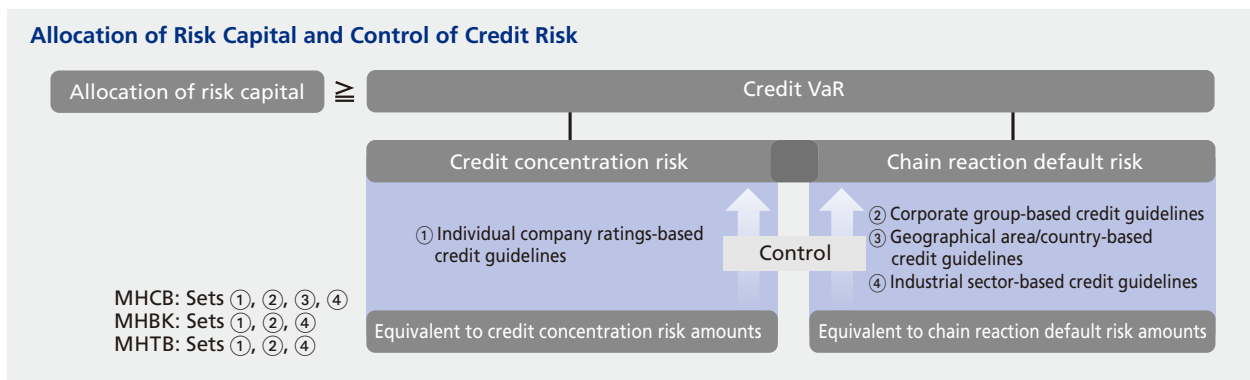 Allocation of Risk Capital and Control of Credit Risk
Allocation of risk capital
≧
Credit VaR
Credit concentration risk
Chain reaction default risk
① Individual company ratings-based
credit guidelines
Control
② Corporate group-based credit guidelines
③ Geographical area/country-based
credit guidelines
④ Industrial sector-based credit guidelines
MHCB: Sets ①, ②, ③, ④
MHBK: Sets ①, ②, ④
MHTB: Sets ①, ②, ④
Equivalent to credit concentration risk amounts
Equivalent to chain reaction default risk amounts